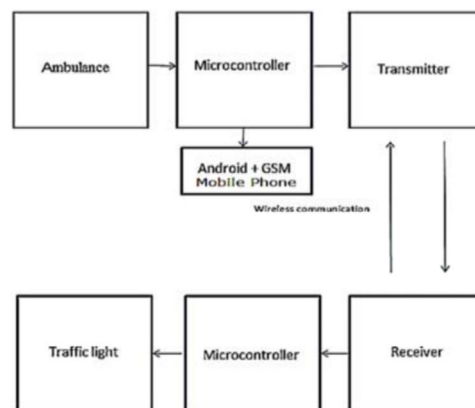 Ambulance
Microcontroller
Transmitter
Android + GSM
Mobile Phone
Wireless communication
Traffic light
Microcontroller
Receiver